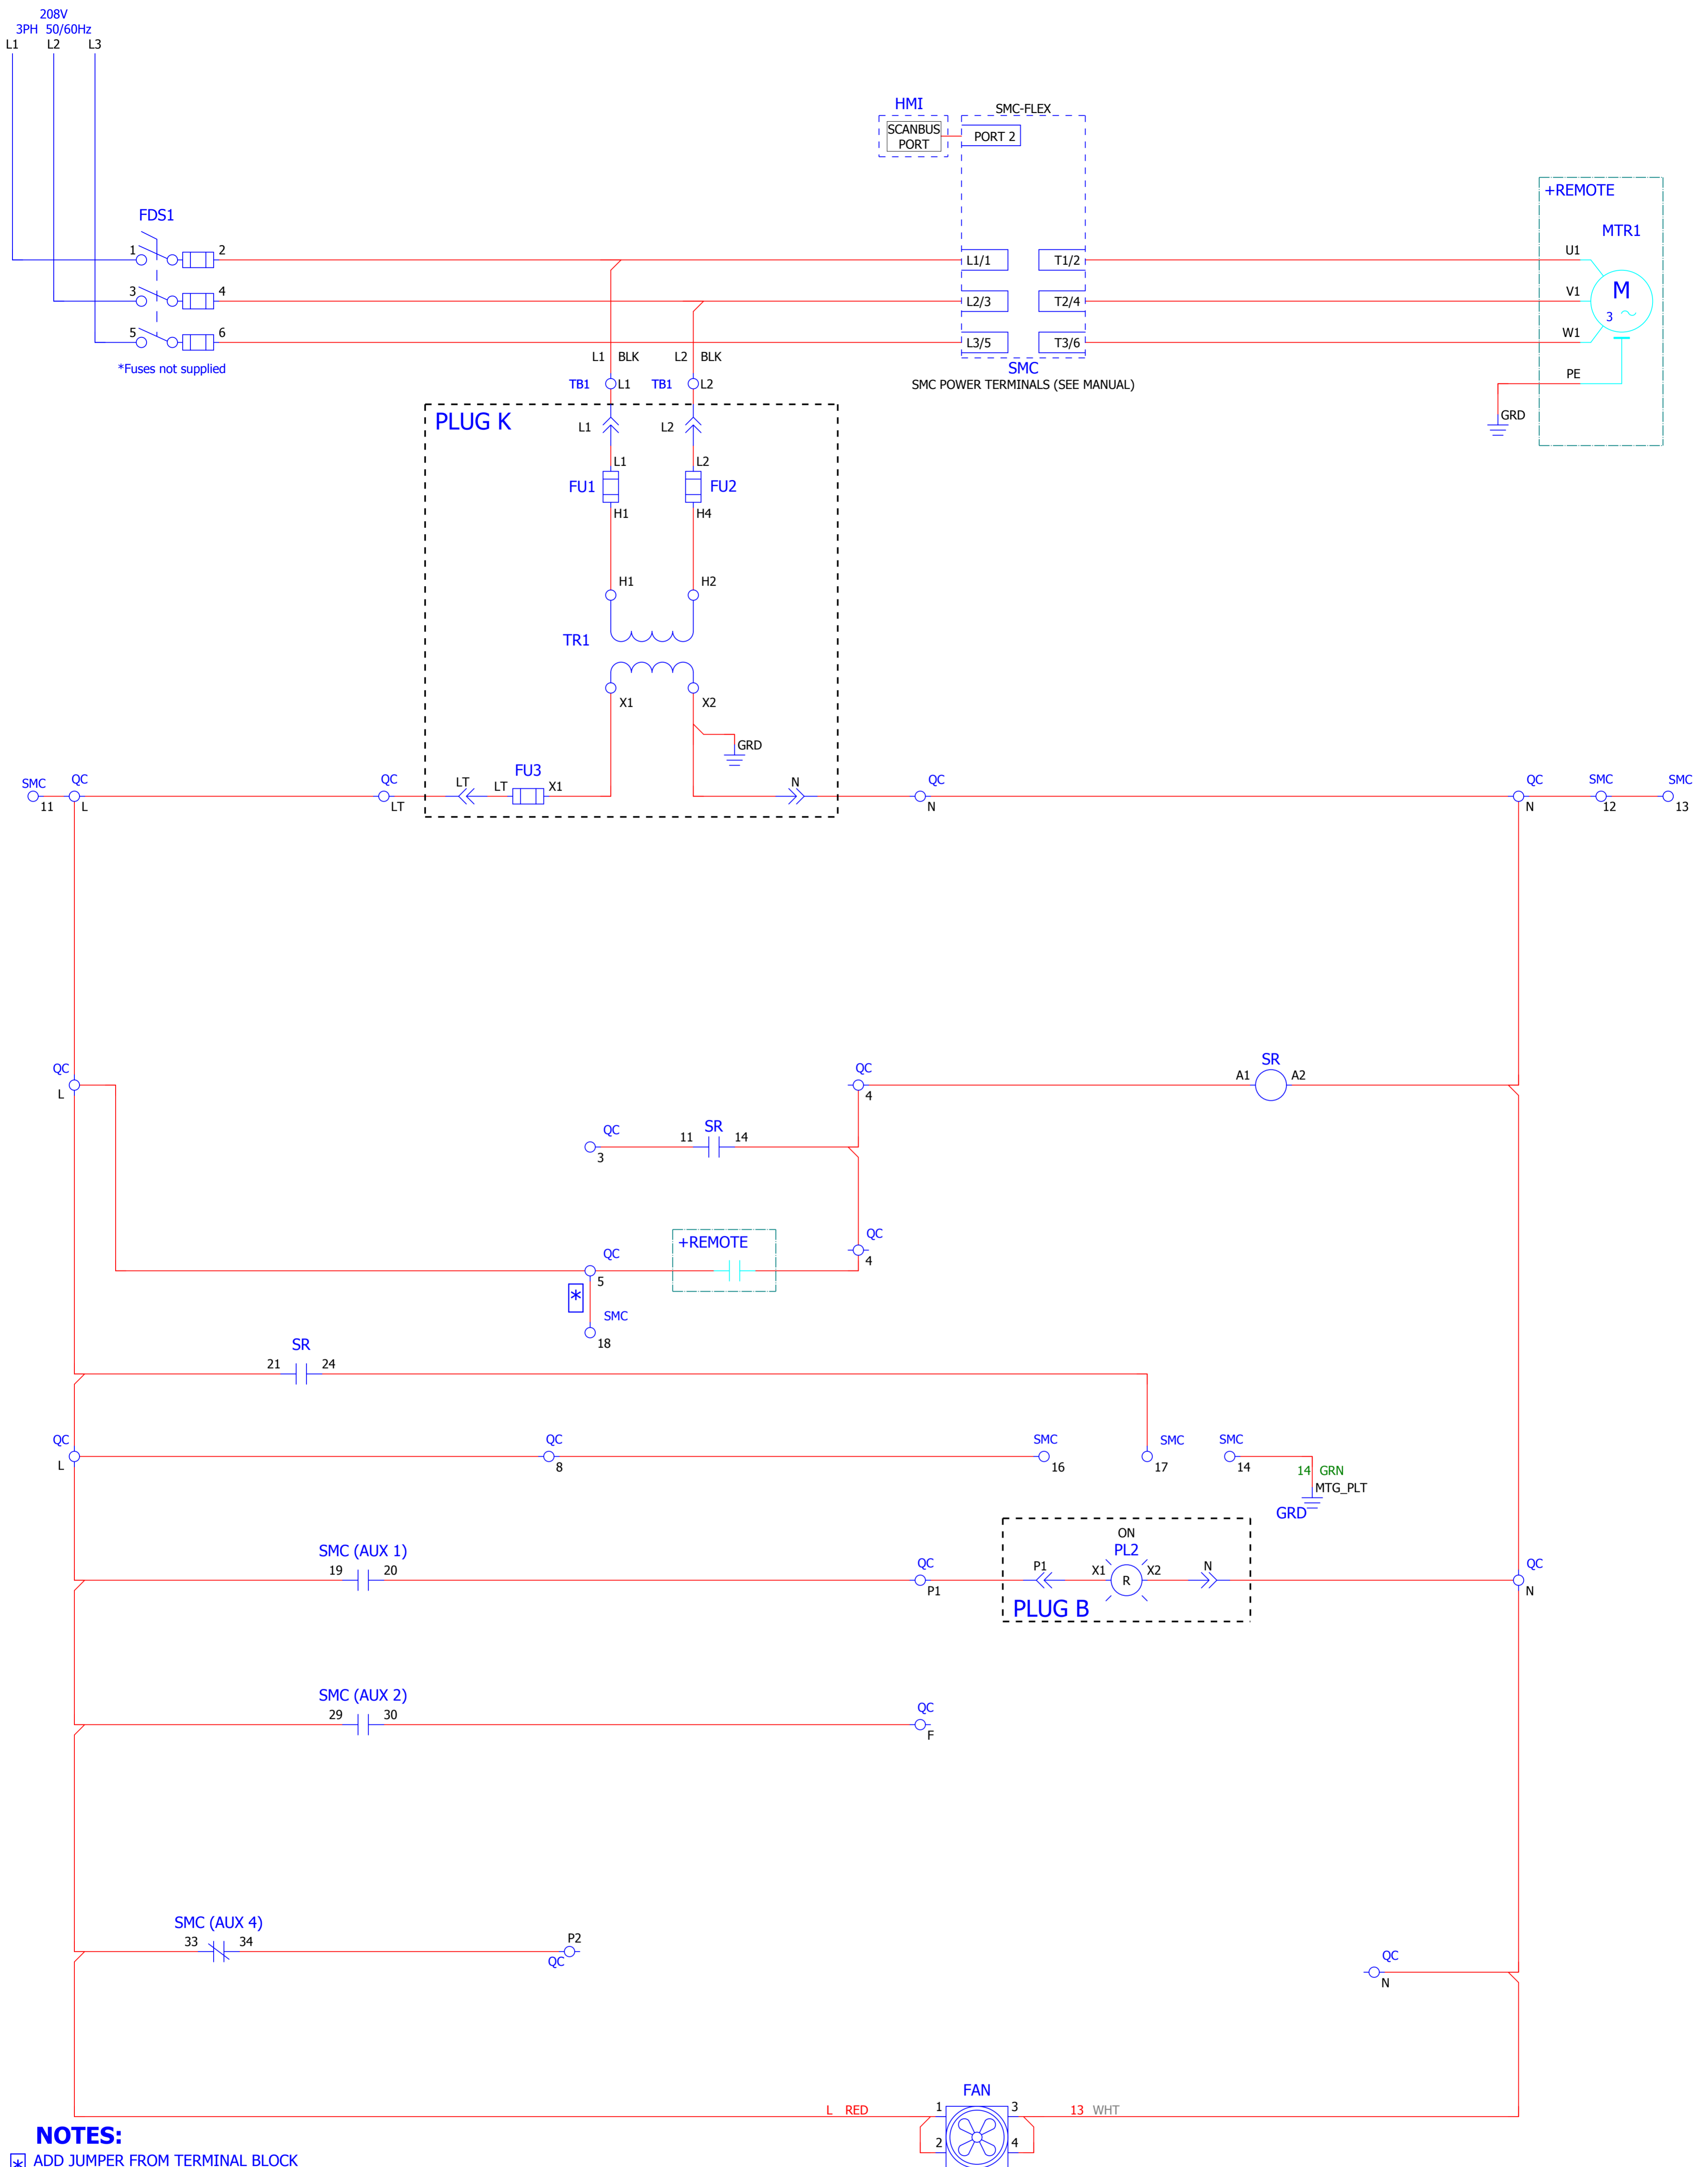 208V
3PH 50/60Hz
L1 L2 L3
HMI
SMC-FLEX
SCANBUS
PORT
PORT 2
+REMOTE
FDS1
MTR1
1 2
L1/1 T1/2
U1
3 4
L2/3 T2/4
V1
M
3
5 6
L3/5 T3/6
W1
*Fuses not supplied
L1 BLK L2 BLK
SMC
SMC POWER TERMINALS (SEE MANUAL)
TB1 L1 TB1 L2
PE
GRD
PLUG K
L1 L2
L1 L2
FU1 FU2
H1 H4
H1 H2
TR1
X1 X2
GRD
SMC QC QC
LT LT FU3 X1
N
QC QC SMC SMC
11 L LT
N N 12 13
QC
L
QC
4
SR
A1 A2
QC
3
SR
11 14
QC
4
+REMOTE
QC
5
*
SMC
18
SR
21 24
QC QC SMC SMC SMC
L 8 16 17 14
14 GRN
MTG_PLT
GRD
SMC (AUX 1)
19 20
QC
P1
ON
PL2
P1 X1 R X2 N
PLUG B
QC
N
SMC (AUX 2)
29 30
QC
F
SMC (AUX 4)
33 34
P2
QC
QC
N
FAN
L RED 1 3 13 WHT
2 4
NOTES:
* ADD JUMPER FROM TERMINAL BLOCK